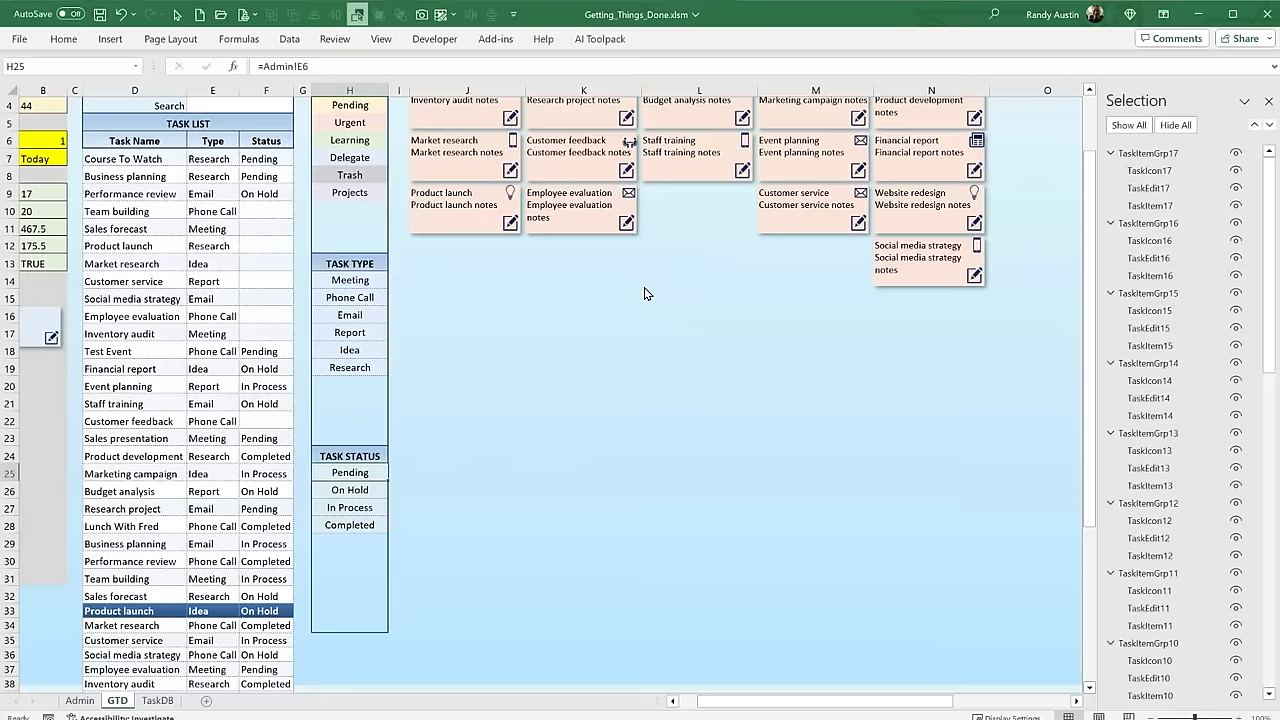 AutoSave Off Getting_Things_Done.xlsm Randy Austin
File Home Insert Page Layout Formulas Data Review View Developer Add-ins Help AI Toolpack Comments Share
H25 fx =Admin!E6
B C D E F G H I J K L M N O
4 44 Search Pending Inventory audit notes Research project notes Budget analysis notes Marketing campaign notes Product development notes
5 TASK LIST Urgent
6 1 Task Name Type Status Learning
7 Today Course To Watch Research Pending Delegate
8 Business planning Research Pending Trash
9 17 Performance review Email On Hold Projects
10 20 Team building Phone Call
11 467.5 Sales forecast Meeting
12 175.5 Product launch Research
13 TRUE Market research Idea TASK TYPE
14 Customer service Report Meeting
15 Social media strategy Email Phone Call
16 Employee evaluation Phone Call Email
17 Inventory audit Meeting Report
18 Test Event Phone Call Pending Idea
19 Financial report Idea On Hold Research
20 Event planning Report In Process
21 Staff training Email On Hold
22 Customer feedback Phone Call
23 Sales presentation Meeting Pending
24 Product development Research Completed TASK STATUS
25 Marketing campaign Idea In Process Pending
26 Budget analysis Report On Hold On Hold
27 Research project Email Pending In Process
28 Lunch With Fred Phone Call Completed Completed
29 Business planning Email In Process
30 Performance review Phone Call Completed
31 Team building Meeting In Process
32 Sales forecast Research On Hold
33 Product launch Idea On Hold
34 Market research Phone Call Completed
35 Customer service Email In Process
36 Social media strategy Phone Call On Hold
37 Employee evaluation Meeting Pending
38 Inventory audit Research Completed
Market research
Market research notes
Customer feedback
Customer feedback notes
Staff training
Staff training notes
Event planning
Event planning notes
Financial report
Financial report notes
Product launch
Product launch notes
Employee evaluation
Employee evaluation
notes
Customer service
Customer service notes
Website redesign
Website redesign notes
Social media strategy
Social media strategy
notes
Selection
Show All Hide All
TaskItemGrp17
TaskIcon17
TaskEdit17
TaskItem17
TaskItemGrp16
TaskIcon16
TaskEdit16
TaskItem16
TaskItemGrp15
TaskIcon15
TaskEdit15
TaskItem15
TaskItemGrp14
TaskIcon14
TaskEdit14
TaskItem14
TaskItemGrp13
TaskIcon13
TaskEdit13
TaskItem13
TaskItemGrp12
TaskIcon12
TaskEdit12
TaskItem12
TaskItemGrp11
TaskIcon11
TaskEdit11
TaskItem11
TaskItemGrp10
TaskIcon10
TaskEdit10
TaskItem10
Admin GTD TaskDB
Ready Accessibility: Investigate Display Settings 100%